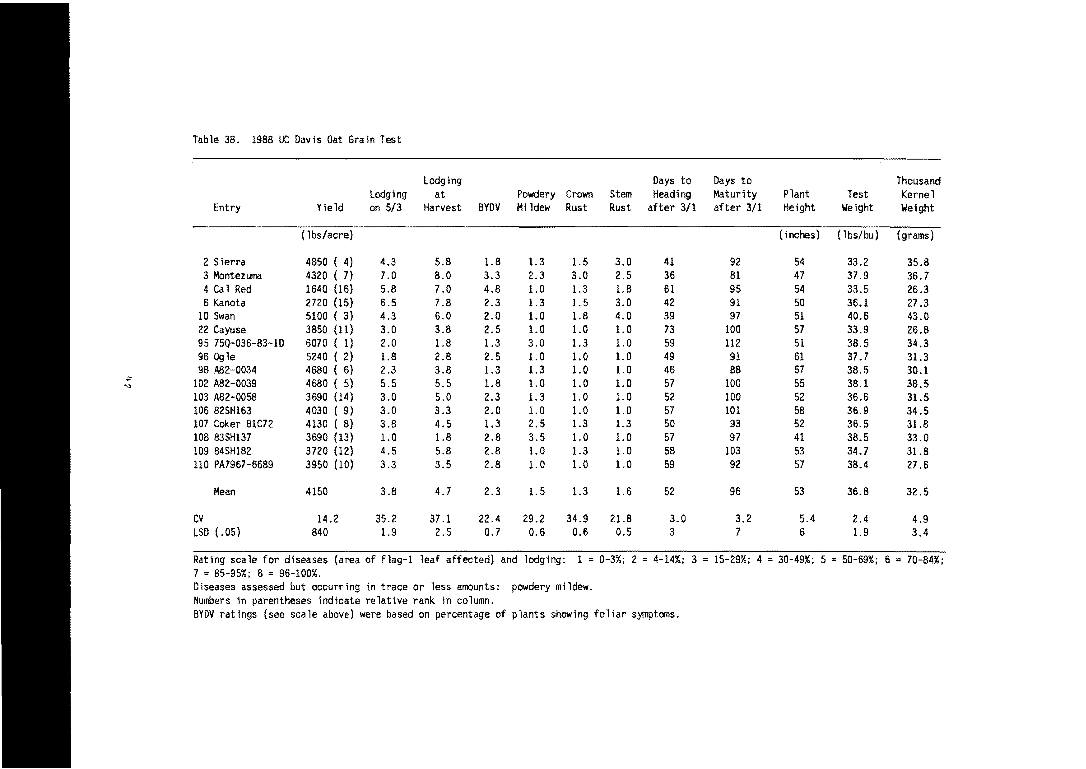 Table 38. 1988 UC Davis Oat Grain Test
Lodging Days to Days to Thousand
Lodging at Powdery Crown Stem Heading Maturity Plant Test Kernel
Entry Yield on 5/3 Harvest BYDV Mildew Rust Rust after 3/1 after 3/1 Height Weight Weight
(lbs/acre) (inches) (lbs/bu) (grams)
2 Sierra 4850 ( 4) 4.3 5.8 1.8 1.3 1.5 3.0 41 92 54 33.2 35.8
3 Montezuma 4320 ( 7) 7.0 8.0 3.3 2.3 3.0 2.5 36 81 47 37.9 36.7
4 Cal Red 1640 (16) 5.8 7.0 4.8 1.0 1.3 1.8 61 95 54 33.5 26.3
6 Kanota 2720 (15) 6.5 7.8 2.3 1.3 1.5 3.0 42 91 50 36.1 27.3
10 Swan 5100 ( 3) 4.3 6.0 2.0 1.0 1.8 4.0 39 97 51 40.6 43.0
22 Cayuse 3850 (11) 3.0 3.8 2.5 1.0 1.0 1.0 73 100 57 33.9 26.8
95 75Q-036-83-1D 6070 ( 1) 2.0 1.8 1.3 3.0 1.3 1.0 59 112 51 38.5 34.3
96 Ogle 5240 ( 2) 1.8 2.8 2.5 1.0 1.0 1.0 49 91 61 37.7 31.3
98 A82-0034 4680 ( 6) 2.3 3.8 1.3 1.3 1.0 1.0 46 88 57 38.5 30.1
102 A82-0039 4680 ( 5) 5.5 5.5 1.8 1.0 1.0 1.0 57 100 55 38.1 38.5
103 A82-0058 3690 (14) 3.0 5.0 2.3 1.3 1.0 1.0 52 100 52 36.6 31.5
106 82SH163 4030 ( 9) 3.0 3.3 2.0 1.0 1.0 1.0 57 101 58 36.9 34.5
107 Coker 81C72 4130 ( 8) 3.8 4.5 1.3 2.5 1.3 1.3 50 93 52 36.5 31.8
108 83SH137 3690 (13) 1.0 1.8 2.8 3.5 1.0 1.0 57 97 41 38.5 33.0
109 84SH182 3720 (12) 4.5 5.8 2.8 1.0 1.3 1.0 58 103 53 34.7 31.8
110 PA7967-6689 3950 (10) 3.3 3.5 2.8 1.0 1.0 1.0 59 92 57 38.4 27.6
Mean 4150 3.8 4.7 2.3 1.5 1.3 1.6 52 96 53 36.8 32.5
CV 14.2 35.2 37.1 22.4 29.2 34.9 21.8 3.0 3.2 5.4 2.4 4.9
LSD (.05) 840 1.9 2.5 0.7 0.6 0.6 0.5 3 7 6 1.9 3.4
Rating scale for diseases (area of flag-1 leaf affected) and lodging: 1 = 0-3%; 2 = 4-14%; 3 = 15-29%; 4 = 30-49%; 5 = 50-69%; 6 = 70-84%;
7 = 85-95%; 8 = 96-100%.
Diseases assessed but occurring in trace or less amounts: powdery mildew.
Numbers in parentheses indicate relative rank in column.
BYDV ratings (see scale above) were based on percentage of plants showing foliar symptoms.